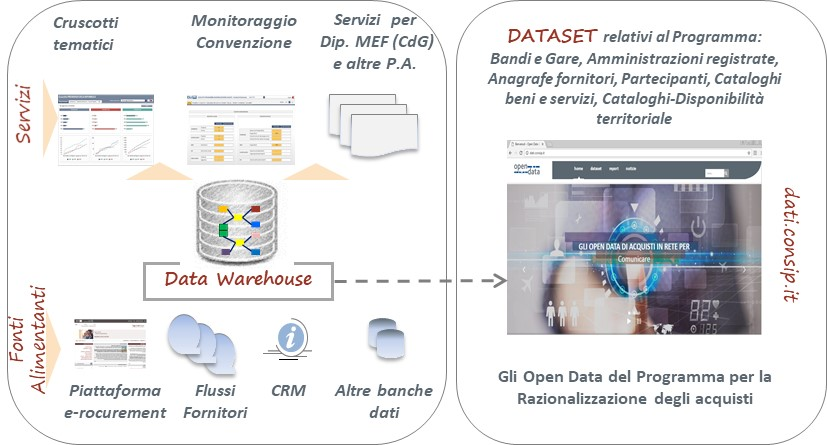 Cruscotti
tematici
Monitoraggio
Convenzione
Servizi per
Dip. MEF (CdG)
e altre P.A.
Servizi
Data Warehouse
Fonti
Alimentanti
Piattaforma
e-rocurement
Flussi
Fornitori
CRM
Altre banche
dati
DATASET relativi al Programma:
Bandi e Gare, Amministrazioni registrate,
Anagrafe fornitori, Partecipanti, Cataloghi
beni e servizi, Cataloghi-Disponibilità
territoriale
open
data
home dataset report notizie
GLI OPEN DATA DI ACQUISTI IN RETE PER
Comunicare
dati.consip.it
Gli Open Data del Programma per la
Razionalizzazione degli acquisti